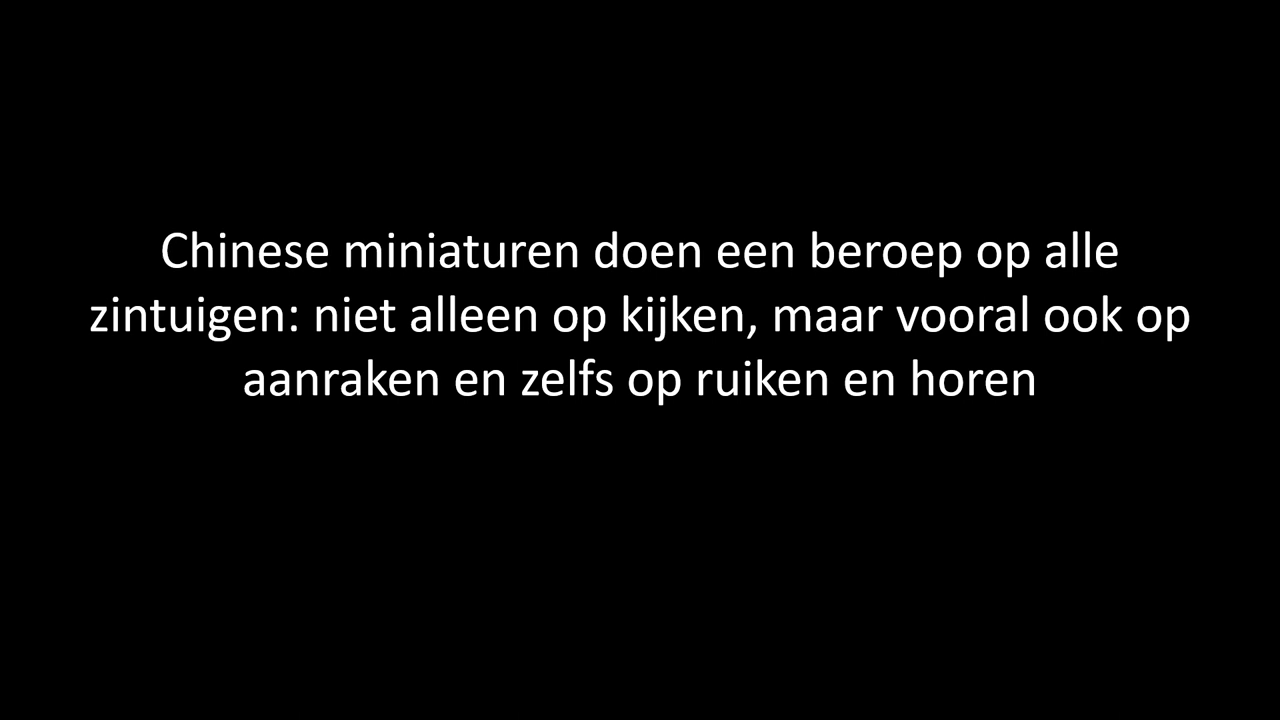 Chinese miniaturen doen een beroep op alle
zintuigen: niet alleen op kijken, maar vooral ook op
aanraken en zelfs op ruiken en horen